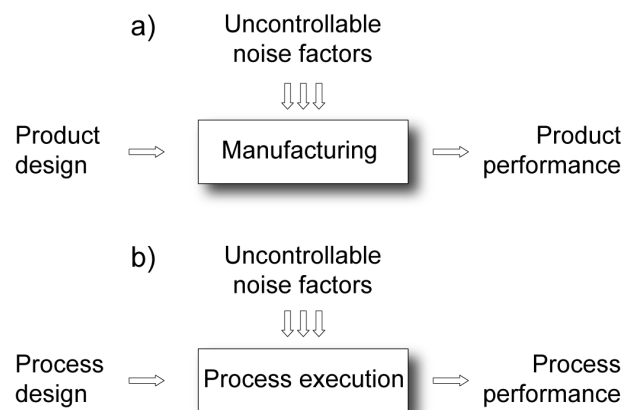 a)
Uncontrollable
noise factors
Product
design
Manufacturing
Product
performance
b)
Uncontrollable
noise factors
Process
design
Process execution
Process
performance